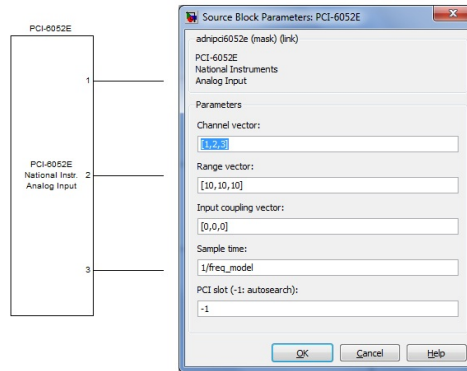 PCI-6052E
1
PCI-6052E
National Instr.
Analog Input
2
3
Source Block Parameters: PCI-6052E
adnipci6052e (mask) (link)
PCI-6052E
National Instruments
Analog Input
Parameters
Channel vector:
[1,2,3]
Range vector:
[10,10,10]
Input coupling vector:
[0,0,0]
Sample time:
1/freq_model
PCI slot (-1: autosearch):
-1
OK Cancel Help